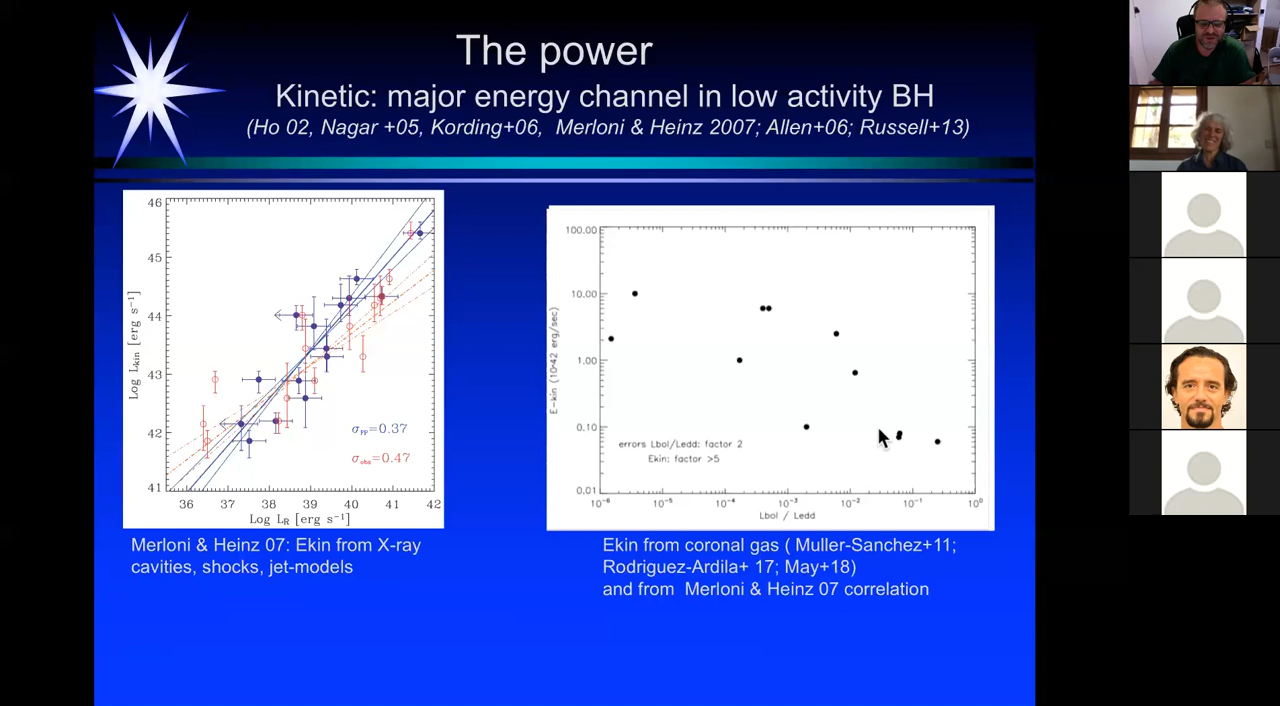 The power
Kinetic: major energy channel in low activity BH
(Ho 02, Nagar +05, Kording+06, Merloni & Heinz 2007; Allen+06; Russell+13)
46
45
44
43
42
41
Log Lkin [erg s⁻¹]
σFP=0.37
σobs=0.47
36 37 38 39 40 41 42
Log LR [erg s⁻¹]
100.00
10.00
1.00
0.10
0.01
E-kin (10^42 erg/sec)
errors Lbol/Ledd: factor 2
Ekin: factor >5
10⁻⁶ 10⁻⁵ 10⁻⁴ 10⁻³ 10⁻² 10⁻¹ 10⁰
Lbol / Ledd
Merloni & Heinz 07: Ekin from X-ray
cavities, shocks, jet-models
Ekin from coronal gas ( Muller-Sanchez+11;
Rodriguez-Ardila+ 17; May+18)
and from Merloni & Heinz 07 correlation